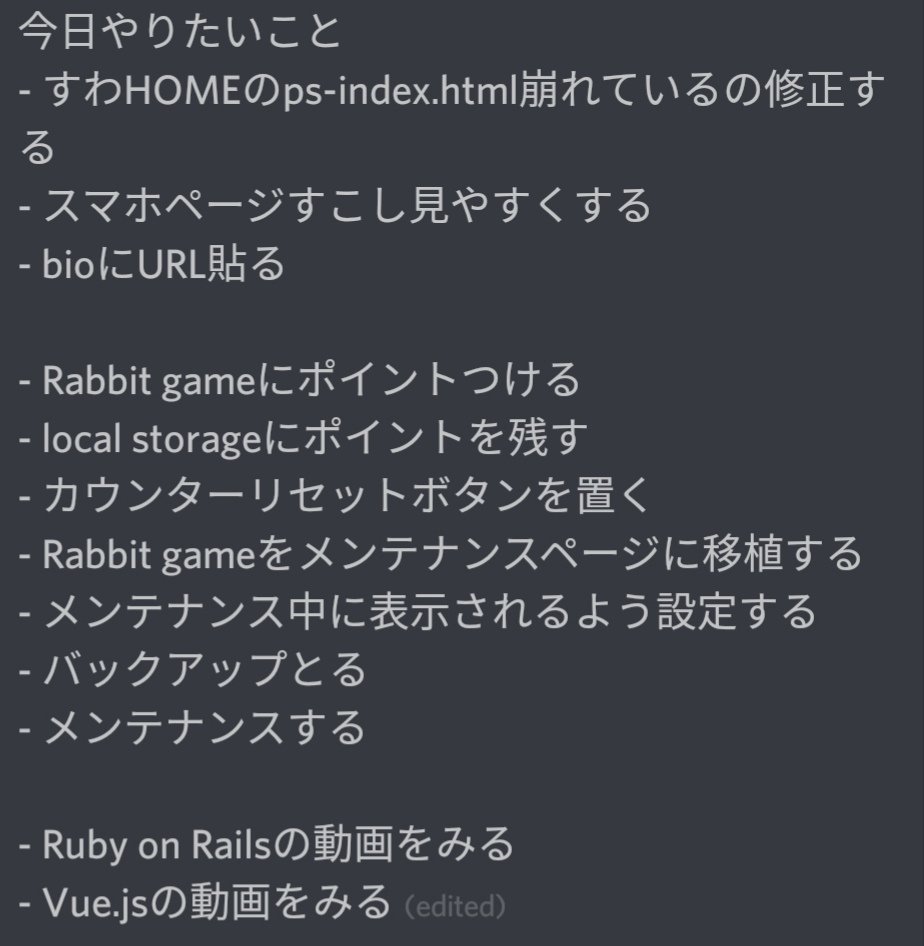 今日やりたいこと
- すわHOMEのps-index.html崩れているの修正す
る
- スマホページすこし見やすくする
- bioにURL貼る
- Rabbit gameにポイントつける
- local storageにポイントを残す
- カウンターリセットボタンを置く
- Rabbit gameをメンテナンスページに移植する
- メンテナンス中に表示されるよう設定する
- バックアップとる
- メンテナンスする
- Ruby on Railsの動画をみる
- Vue.jsの動画をみる (edited)